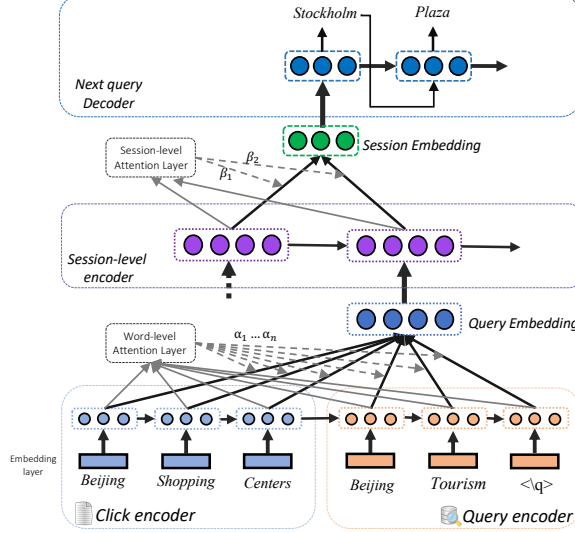 Stockholm Plaza
Next query
Decoder
Session Embedding
Session-level
Attention Layer
β2
β1
Session-level
encoder
Query Embedding
Word-level
Attention Layer
α1 ... αn
Embedding
layer
Beijing Shopping Centers Beijing Tourism <\q>
Click encoder Query encoder